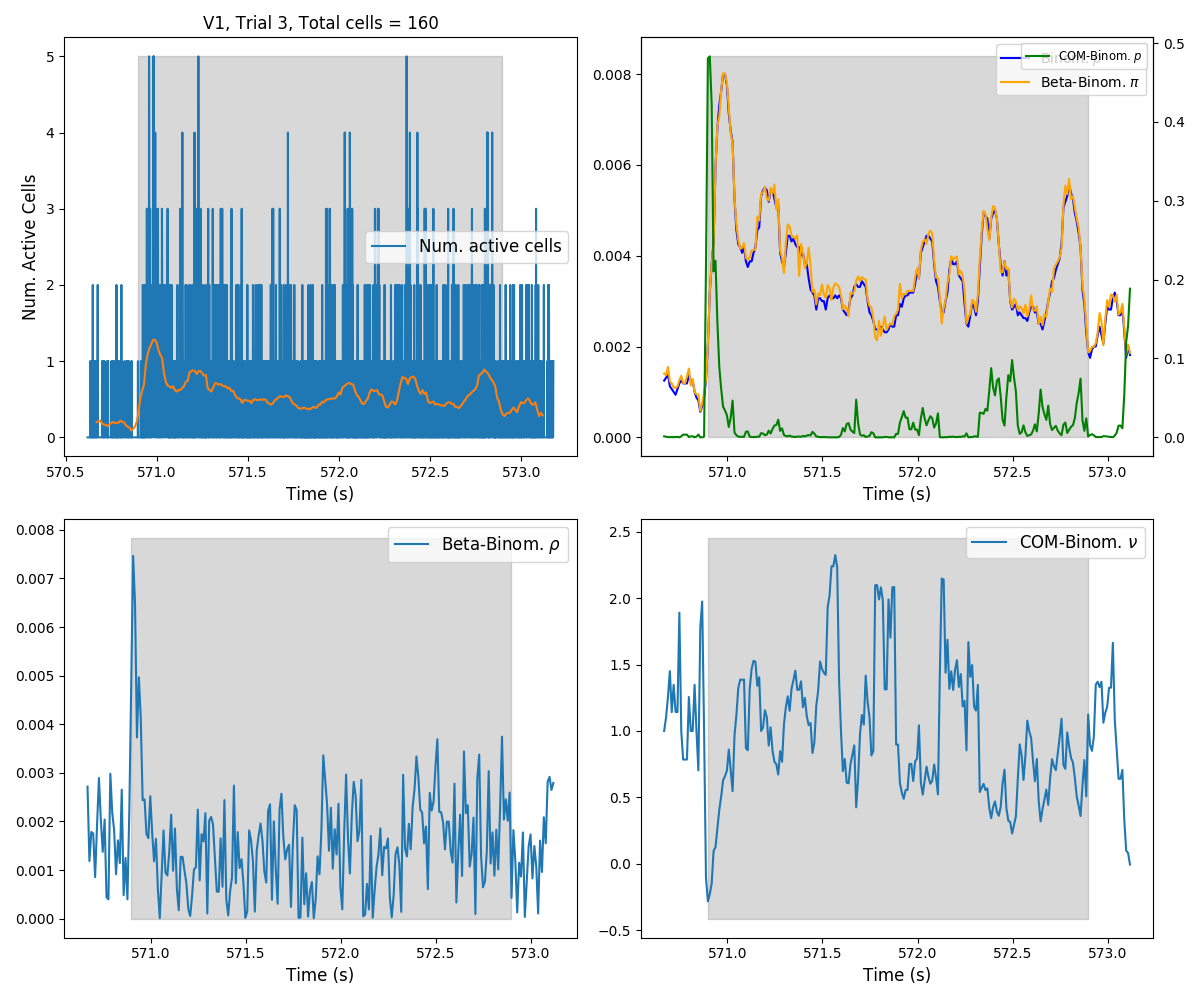 V1, Trial 3, Total cells = 160
Num. Active Cells
5
4
3
2
1
0
570.5 571.0 571.5 572.0 572.5 573.0
Time (s)
Num. active cells
0.008
0.006
0.004
0.002
0.000
0.5
0.4
0.3
0.2
0.1
0.0
571.0 571.5 572.0 572.5 573.0
Time (s)
COM-Binom. p
Binom. p
Beta-Binom. π
0.008
0.007
0.006
0.005
0.004
0.003
0.002
0.001
0.000
571.0 571.5 572.0 572.5 573.0
Time (s)
Beta-Binom. ρ
2.5
2.0
1.5
1.0
0.5
0.0
−0.5
571.0 571.5 572.0 572.5 573.0
Time (s)
COM-Binom. ν